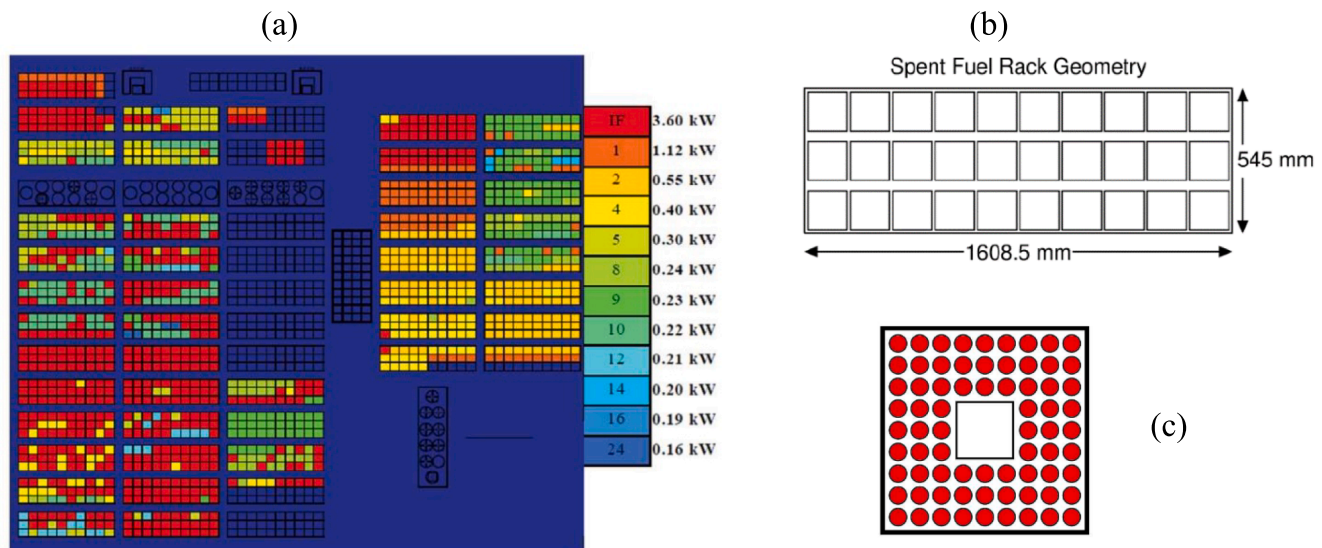 (a)
(b)
Spent Fuel Rack Geometry
545 mm
1608.5 mm
IF 3.60 kW
1 1.12 kW
2 0.55 kW
4 0.40 kW
5 0.30 kW
8 0.24 kW
9 0.23 kW
10 0.22 kW
12 0.21 kW
14 0.20 kW
16 0.19 kW
24 0.16 kW
(c)